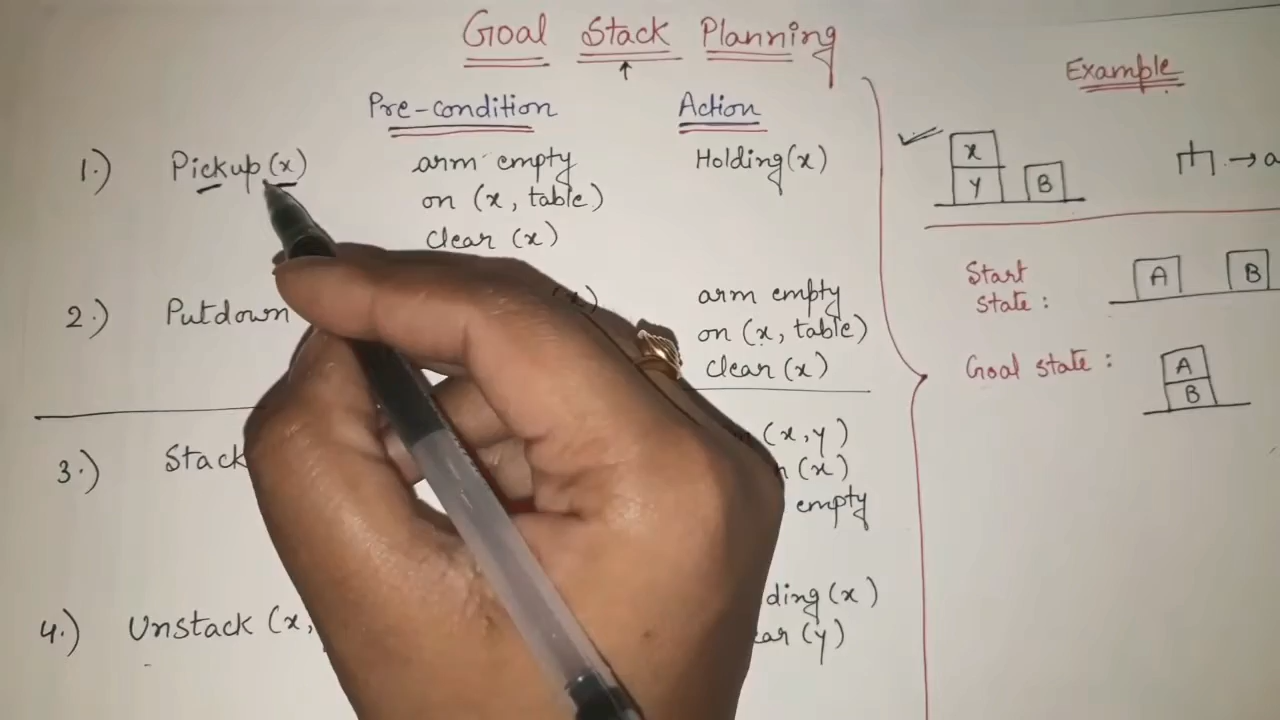 Goal Stack Planning
Pre-condition Action
1.) Pickup (x) arm empty Holding (x)
on (x, table)
clear (x)
2.) Putdown (x) arm empty
on (x, table)
clear (x)
3.) Stack (x, y)
(x)
empty
4.) Unstack (x, (x)
(y)
Example
x
y B
→
Start state : A B
Goal state : A
B